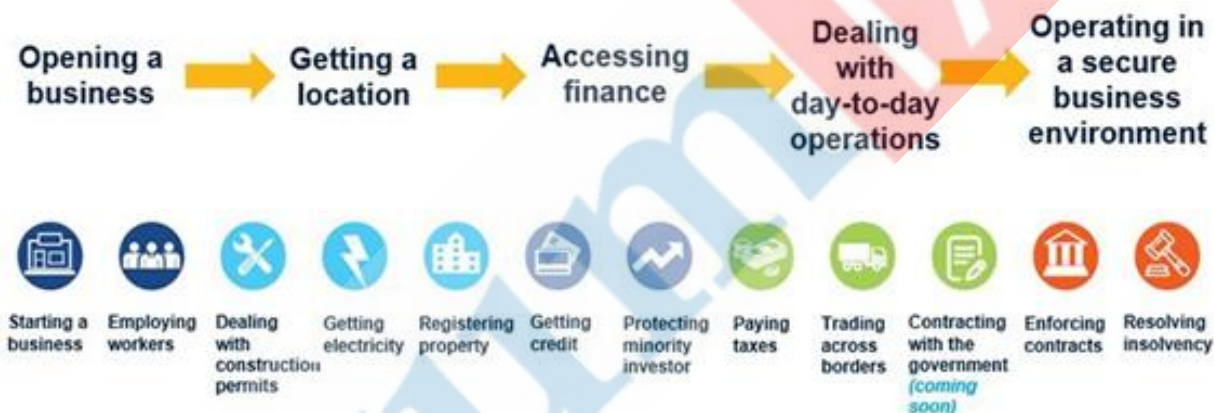 Opening a
business
Getting a
location
Accessing
finance
Dealing
with
day-to-day
operations
Operating in
a secure
business
environment
Starting a
business
Employing
workers
Dealing
with
construction
permits
Getting
electricity
Registering
property
Getting
credit
Protecting
minority
investor
Paying
taxes
Trading
across
borders
Contracting
with the
government
(coming
soon)
Enforcing
contracts
Resolving
insolvency